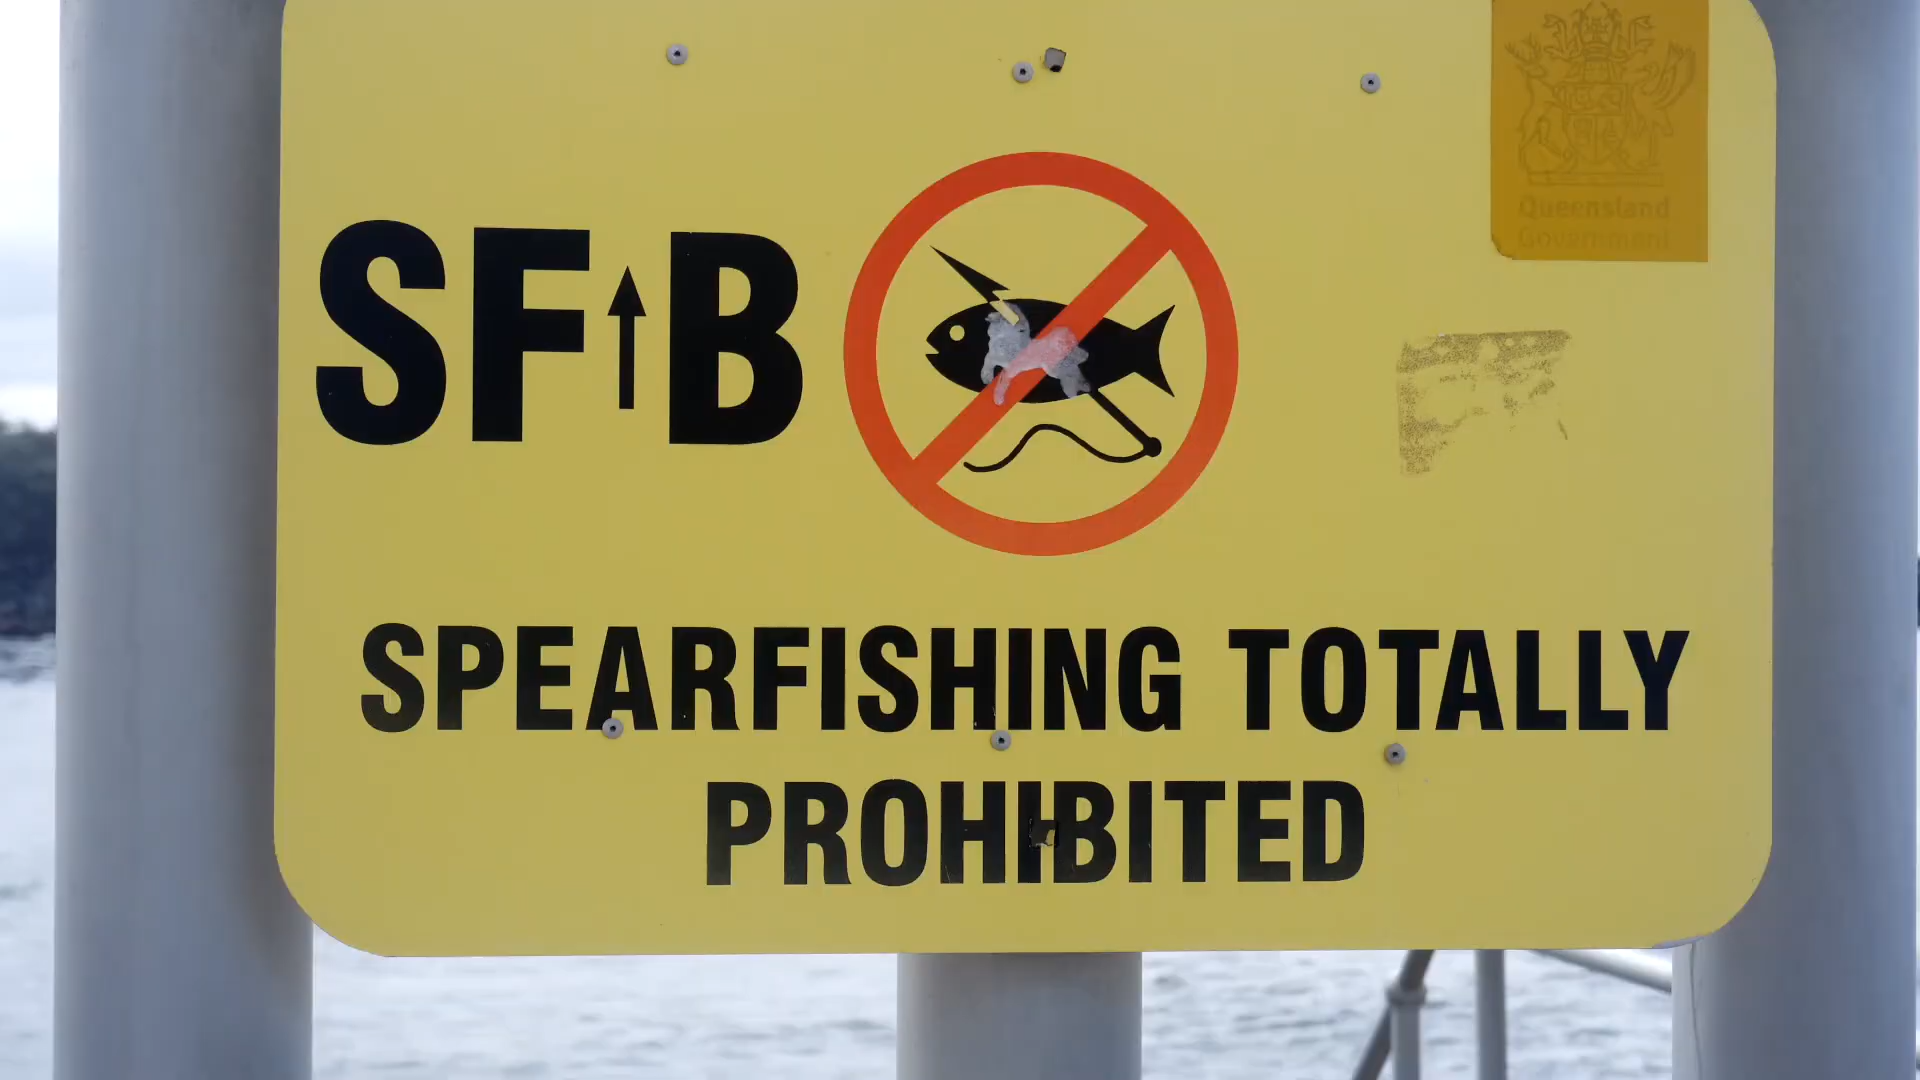 Queensland
Government
SF↑B
SPEARFISHING TOTALLY
PROHIBITED